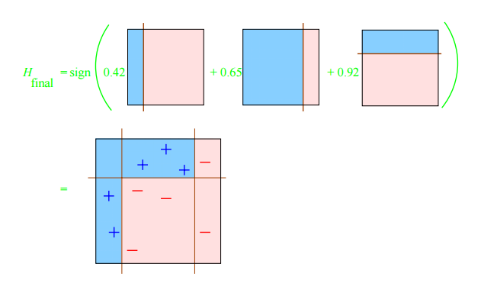 H final = sign ( 0.42 + 0.65 + 0.92 )
=
+ + + −
+ − −
+ − −